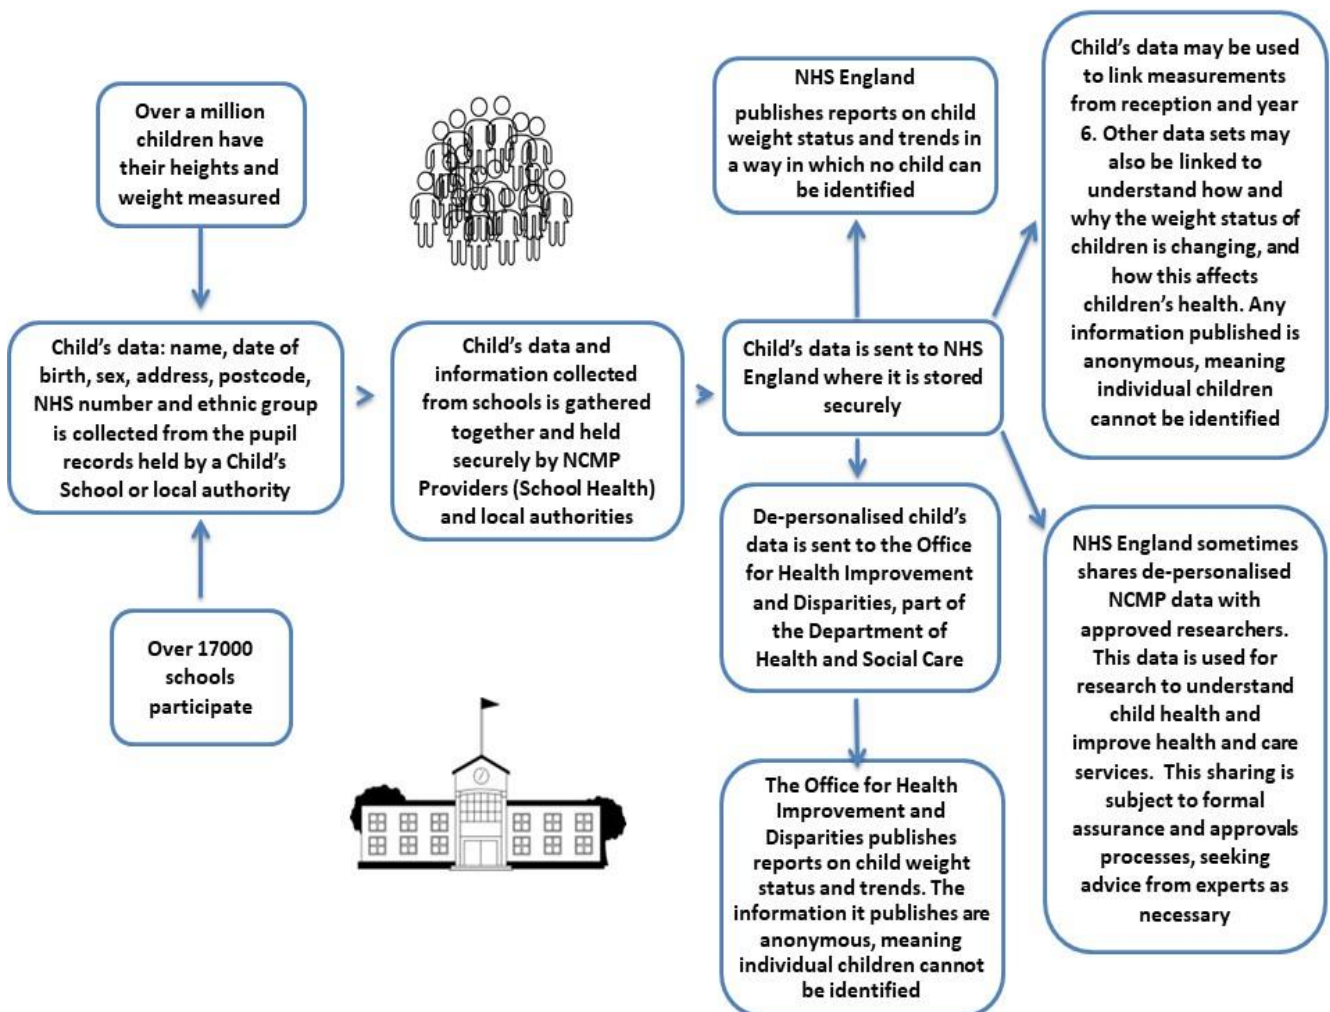 Over a million
children have
their heights and
weight measured
Child's data: name, date of
birth, sex, address, postcode,
NHS number and ethnic group
is collected from the pupil
records held by a Child's
School or local authority
Over 17000
schools
participate
Child's data and
information collected
from schools is gathered
together and held
securely by NCMP
Providers (School Health)
and local authorities
NHS England
publishes reports on child
weight status and trends in
a way in which no child can
be identified
Child's data is sent to NHS
England where it is stored
securely
De-personalised child's
data is sent to the Office
for Health Improvement
and Disparities, part of
the Department of
Health and Social Care
The Office for Health
Improvement and
Disparities publishes
reports on child weight
status and trends. The
information it publishes are
anonymous, meaning
individual children cannot
be identified
Child's data may be used
to link measurements
from reception and year
6. Other data sets may
also be linked to
understand how and
why the weight status of
children is changing, and
how this affects
children's health. Any
information published is
anonymous, meaning
individual children
cannot be identified
NHS England sometimes
shares de-personalised
NCMP data with
approved researchers.
This data is used for
research to understand
child health and
improve health and care
services. This sharing is
subject to formal
assurance and approvals
processes, seeking
advice from experts as
necessary